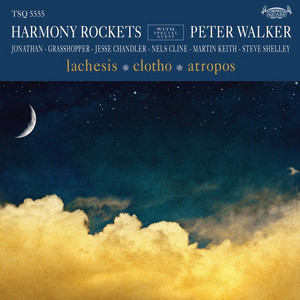 TSQ 5555
HARMONY ROCKETS WITH SPECIAL GUEST PETER WALKER
JONATHAN - GRASSHOPPER - JESSE CHANDLER - NELS CLINE - MARTIN KEITH - STEVE SHELLEY
lachesis * clotho * atropos